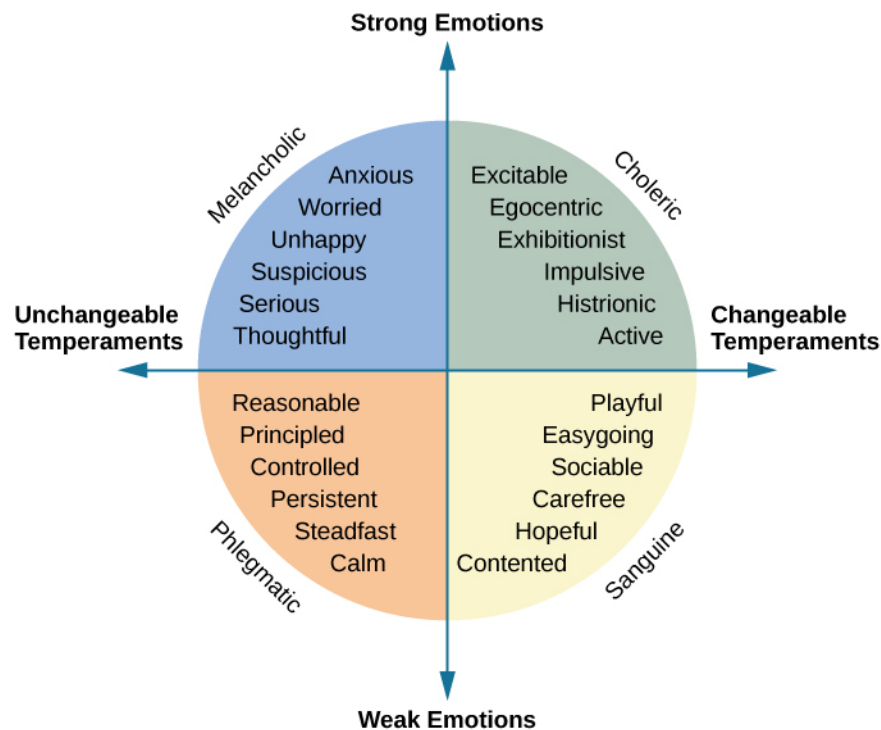 Strong Emotions
Melancholic
Anxious
Worried
Unhappy
Suspicious
Serious
Thoughtful
Choleric
Excitable
Egocentric
Exhibitionist
Impulsive
Histrionic
Active
Unchangeable
Temperaments
Changeable
Temperaments
Reasonable
Principled
Controlled
Persistent
Steadfast
Calm
Phlegmatic
Playful
Easygoing
Sociable
Carefree
Hopeful
Contented
Sanguine
Weak Emotions